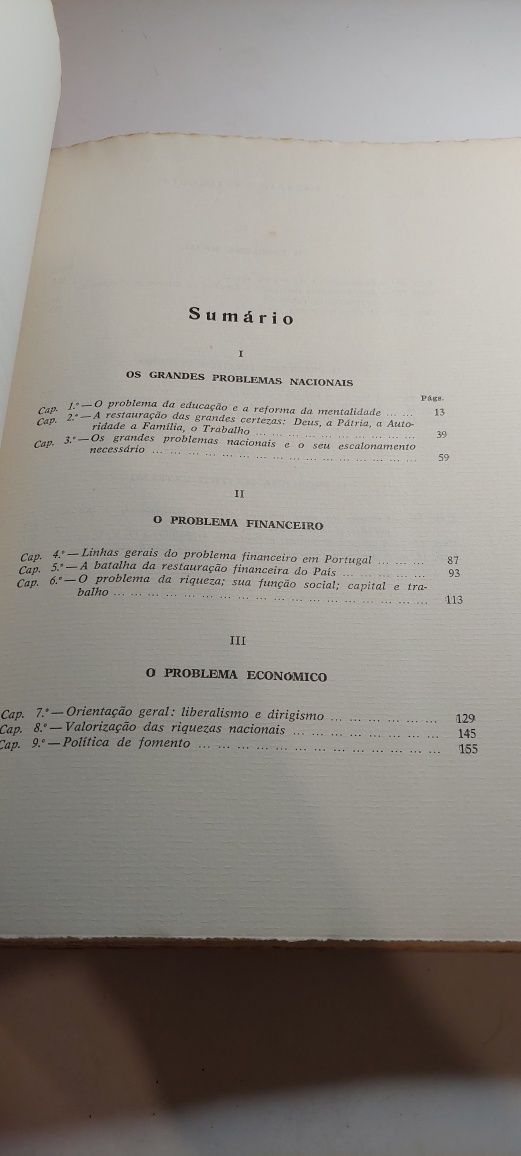 Sumário
I
OS GRANDES PROBLEMAS NACIONAIS
Págs.
Cap. 1.º — O problema da educação e a reforma da mentalidade ... ... 13
Cap. 2.º — A restauração das grandes certezas: Deus, a Pátria, a Auto-
ridade a Família, o Trabalho ... ... ... ... ... ... ... ... ... ... 39
Cap. 3.º — Os grandes problemas nacionais e o seu escalonamento
necessário ... ... ... ... ... ... ... ... ... ... ... ... ... ... ... ... 59
II
O PROBLEMA FINANCEIRO
Cap. 4.º — Linhas gerais do problema financeiro em Portugal ... ... ... 87
Cap. 5.º — A batalha da restauração financeira do País ... ... ... ... ... 93
Cap. 6.º — O problema da riqueza; sua função social; capital e tra-
balho ... ... ... ... ... ... ... ... ... ... ... ... ... ... ... ... ... 113
III
O PROBLEMA ECONÓMICO
Cap. 7.º — Orientação geral: liberalismo e dirigismo ... ... ... ... ... ... 129
Cap. 8.º — Valorização das riquezas nacionais ... ... ... ... ... ... ... ... 145
Cap. 9.º — Política de fomento ... ... ... ... ... ... ... ... ... ... ... ... ... 155